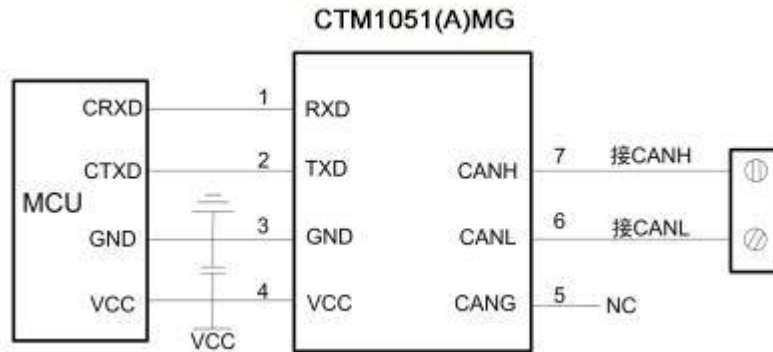 CTM1051(A)MG
CRXD 1 RXD
CTXD 2 TXD CANH 7 接CANH
MCU
GND 3 GND CANL 6 接CANL
VCC 4 VCC CANG 5 NC
VCC